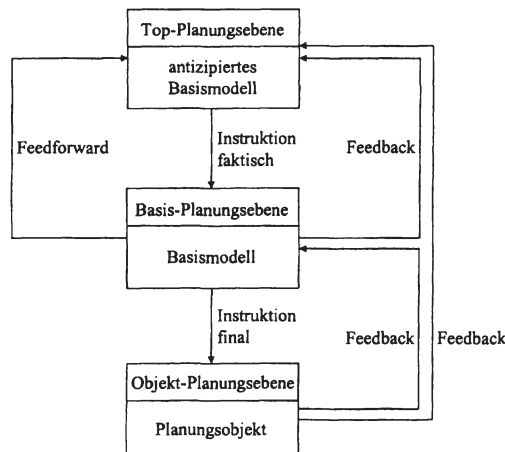 Top-Planungsebene
antizipiertes
Basismodell
Feedforward
Instruktion
faktisch
Feedback
Basis-Planungsebene
Basismodell
Instruktion
final
Feedback
Feedback
Objekt-Planungsebene
Planungsobjekt